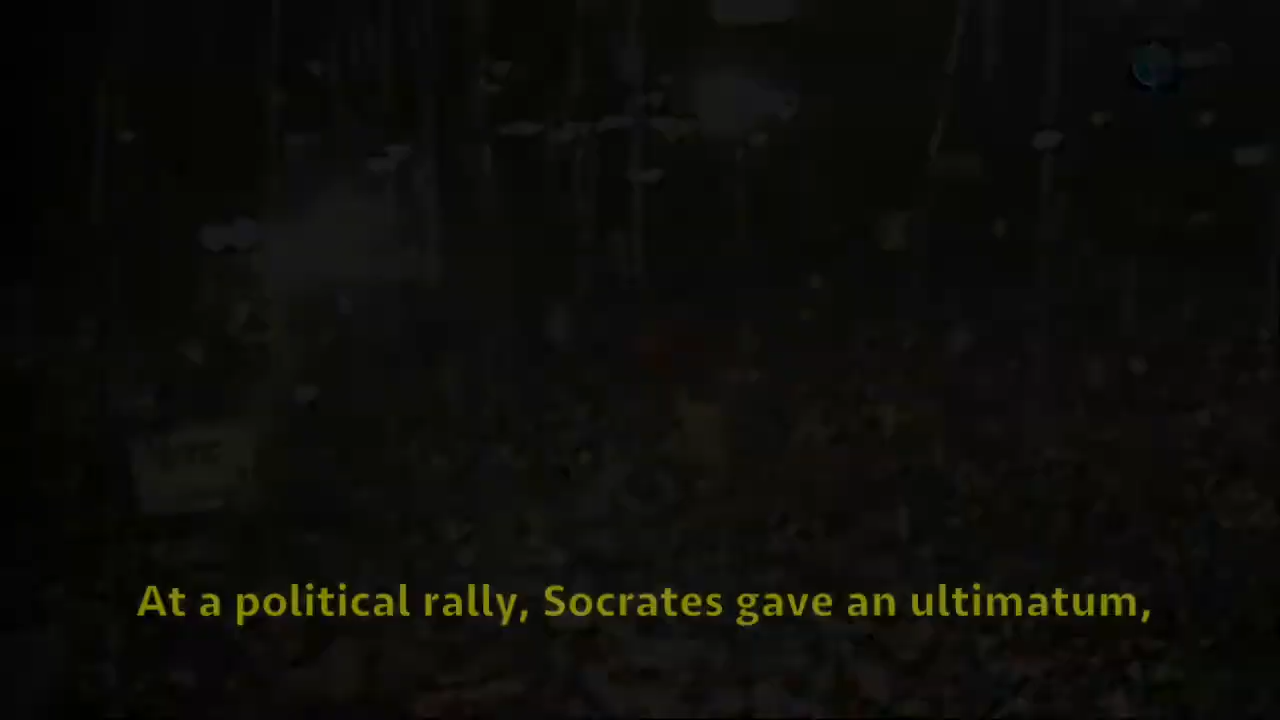 At a political rally, Socrates gave an ultimatum,